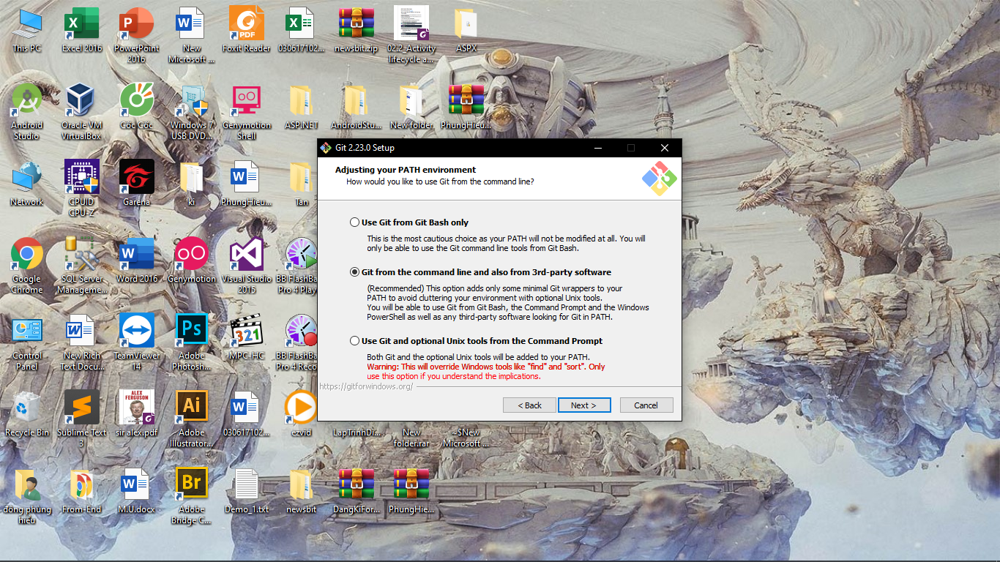 This PC
Excel 2016
PowerPoint
2016
New
Microsoft ...
Foxit Reader
030617102...
newsbit.zip
02.2_Activity
lifecycle a...
ASPX
Android
Studio
Oracle VM
VirtualBox
Cốc Cốc
Windows 7
USB DVD...
Genymotion
Shell
ASP.NET
AndroidStu...
New folder
PhungHieu...
Network
CPUID
CPU-Z
Garena
ki
PhungHieu...
Tan
Google
Chrome
SQL Server
Manageme...
Word 2016
Genymotion
Visual Studio
2015
BB FlashBa
Pro 4 Play
Control
Panel
New Rich
Text Docu...
TeamViewer
14
Adobe
Photosh...
MPC-HC
BB FlashBa
Pro 4 Reco
Recycle Bin
Sublime Text
3
ALEX
FERGUSON
sir alex.pdf
Adobe
Illustrator...
030617102...
ezvid
LapTrinhDi...
New
folder.rar
~$New
Microsoft ...
đồng phụng
hiếu
From-End
M.U.docx
Adobe
Bridge C...
Demo_1.txt
newsbit
DangKiFor...
PhungHie...
Git 2.23.0 Setup
Adjusting your PATH environment
How would you like to use Git from the command line?
Use Git from Git Bash only
This is the most cautious choice as your PATH will not be modified at all. You will
only be able to use the Git command line tools from Git Bash.
Git from the command line and also from 3rd-party software
(Recommended) This option adds only some minimal Git wrappers to your
PATH to avoid cluttering your environment with optional Unix tools.
You will be able to use Git from Git Bash, the Command Prompt and the Windows
PowerShell as well as any third-party software looking for Git in PATH.
Use Git and optional Unix tools from the Command Prompt
Both Git and the optional Unix tools will be added to your PATH.
Warning: This will override Windows tools like "find" and "sort". Only
use this option if you understand the implications.
https://gitforwindows.org/
< Back
Next >
Cancel